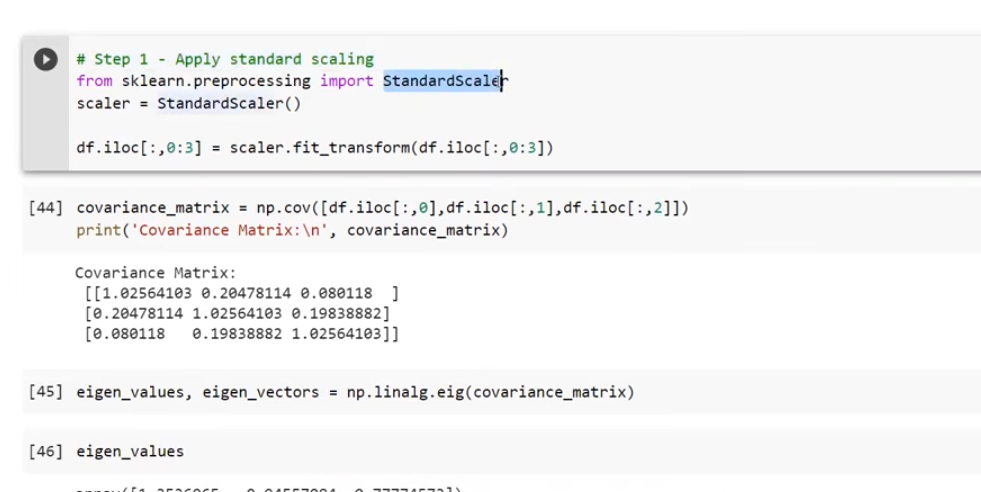 # Step 1 - Apply standard scaling
from sklearn.preprocessing import StandardScaler
scaler = StandardScaler()
df.iloc[:,0:3] = scaler.fit_transform(df.iloc[:,0:3])
[44] covariance_matrix = np.cov([df.iloc[:,0],df.iloc[:,1],df.iloc[:,2]])
print('Covariance Matrix:\n', covariance_matrix)
Covariance Matrix:
[[1.02564103 0.20478114 0.080118  ]
[0.20478114 1.02564103 0.19838882]
[0.080118   0.19838882 1.02564103]]
[45] eigen_values, eigen_vectors = np.linalg.eig(covariance_matrix)
[46] eigen_values